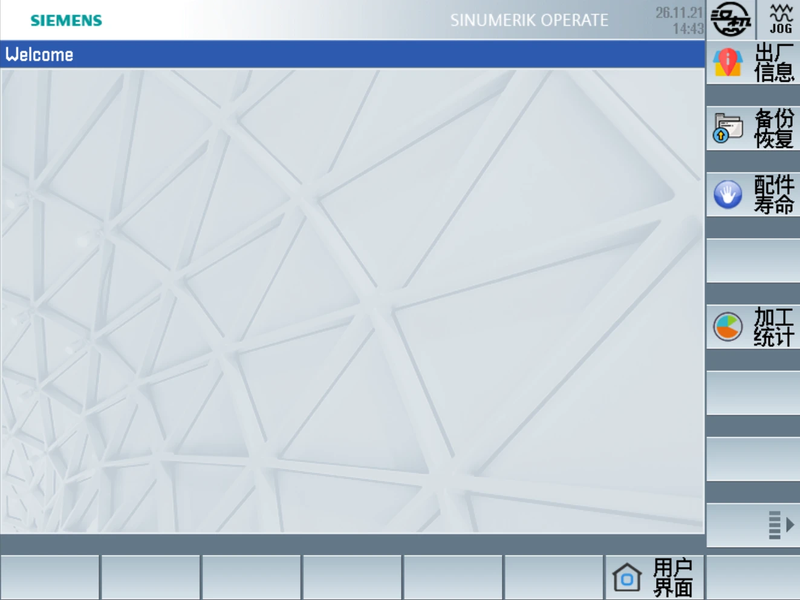 SIEMENS
SINUMERIK OPERATE
26.11.21
14:43
JOG
Welcome
出厂
信息
备份
恢复
配件
寿命
加工
统计
用户
界面